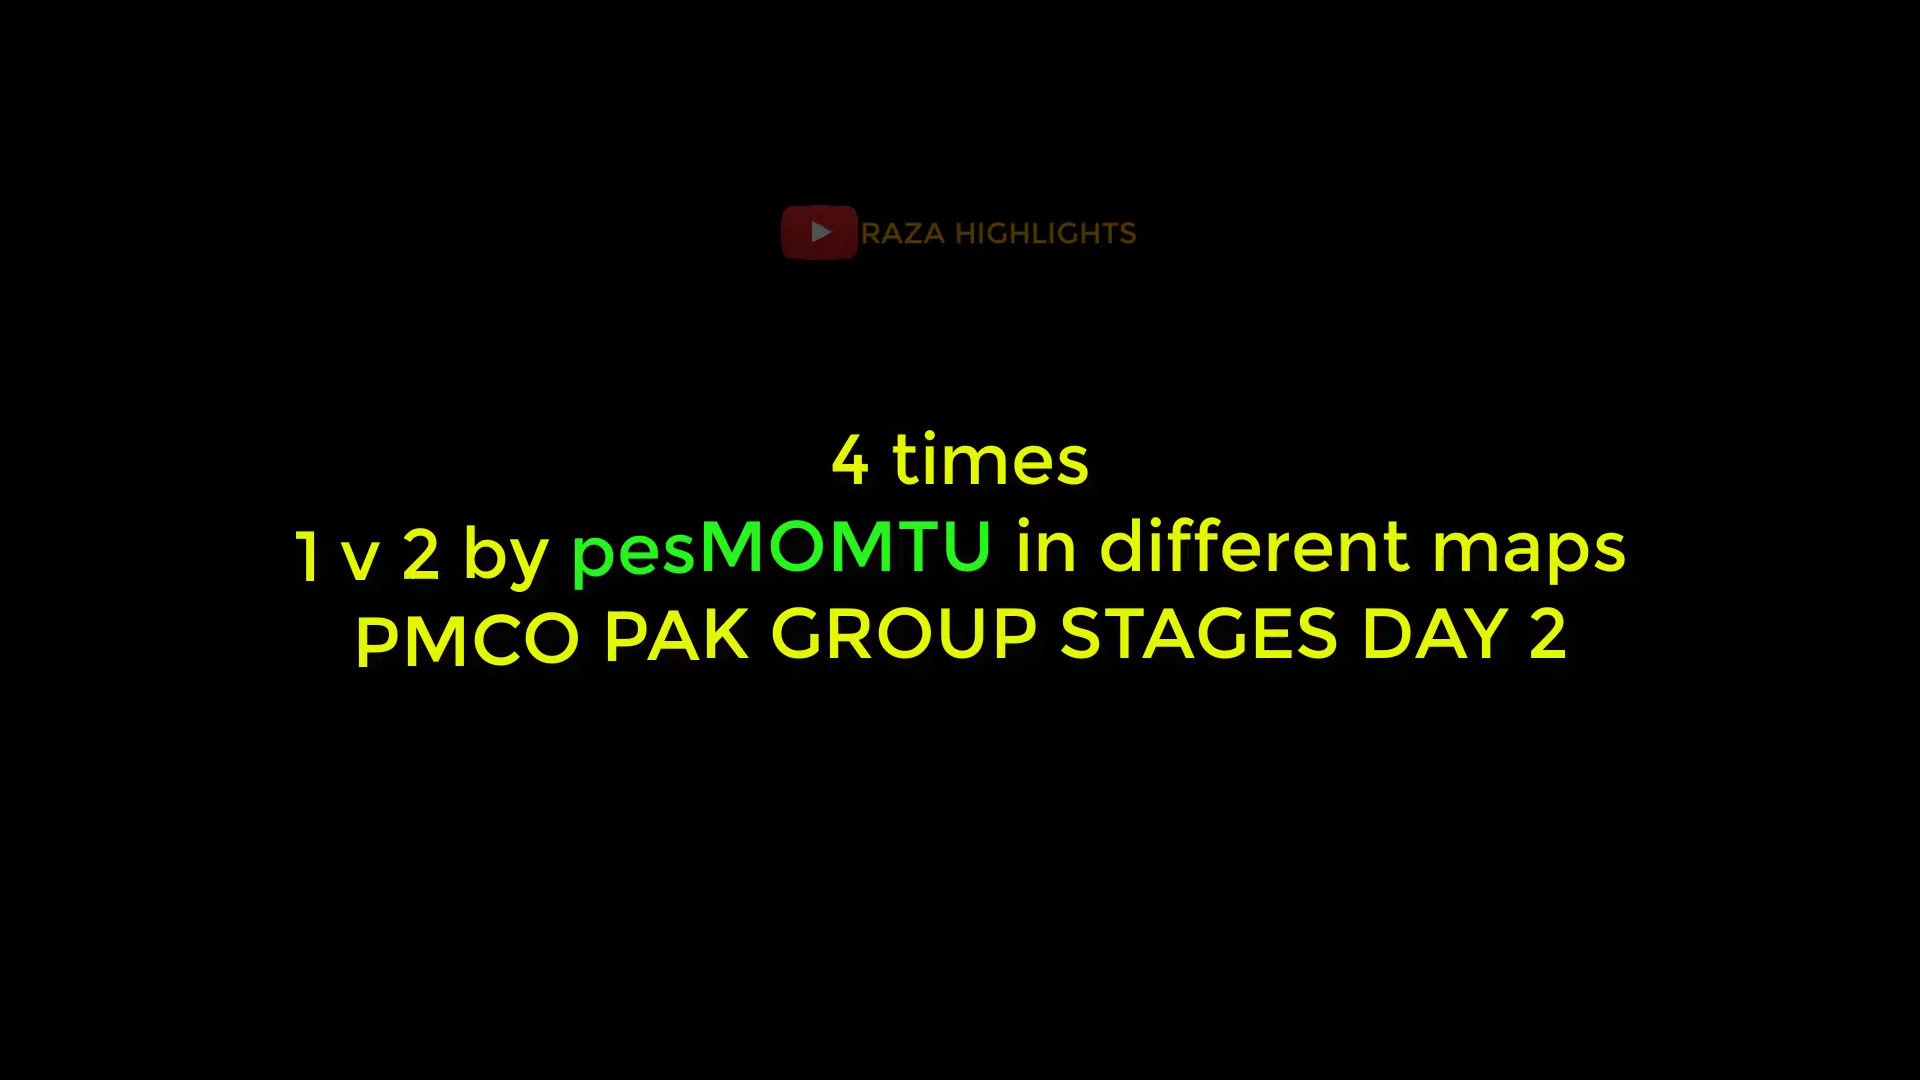 RAZA HIGHLIGHTS
4 times
1 v 2 by pesMOMTU in different maps
PMCO PAK GROUP STAGES DAY 2